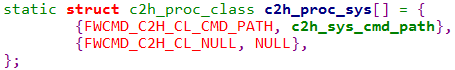 static struct c2h_proc_class c2h_proc_sys[] = {
        {FWCMD_C2H_CL_CMD_PATH, c2h_sys_cmd_path},
        {FWCMD_C2H_CL_NULL, NULL},
};